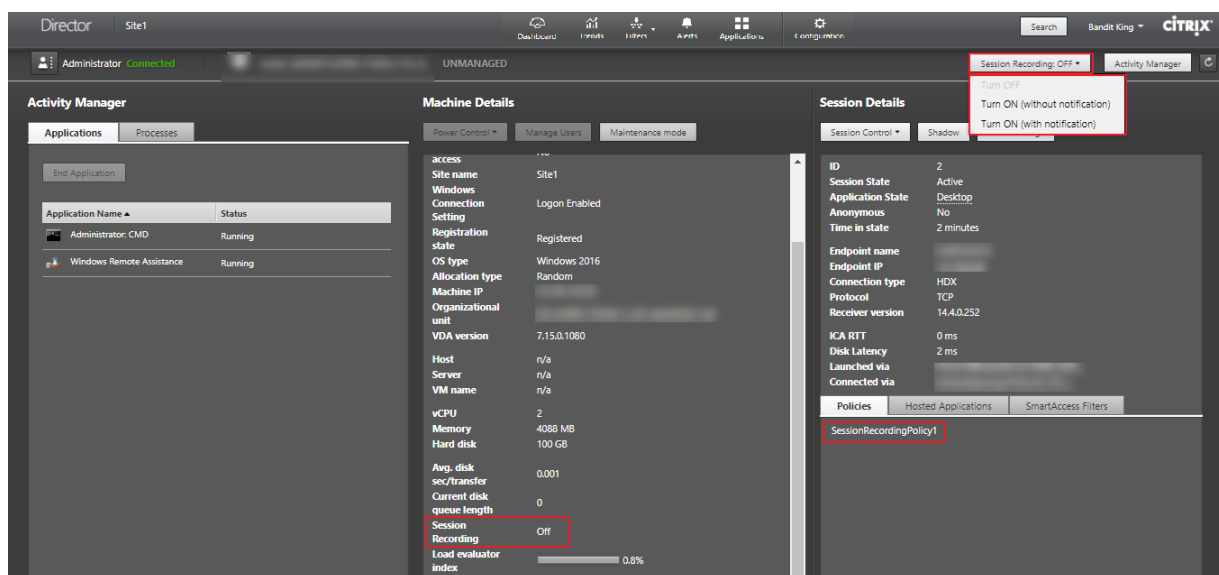 Director Site1
Dashboard Trends Filters Alerts Applications Configuration
Search Bandit King CİTRIX
Administrator Connected
UNMANAGED
Session Recording: OFF Activity Manager
Turn OFF
Turn ON (without notification)
Turn ON (with notification)
Activity Manager
Applications Processes
End Application
Application Name Status
Administrator: CMD Running
Windows Remote Assistance Running
Machine Details
Power Control Manage Users Maintenance mode
access
Site name Site1
Windows
Connection Logon Enabled
Setting
Registration
state Registered
OS type Windows 2016
Allocation type Random
Machine IP
Organizational
unit
VDA version 7.15.0.1080
Host n/a
Server n/a
VM name n/a
vCPU 2
Memory 4088 MB
Hard disk 100 GB
Avg. disk
sec/transfer 0.001
Current disk
queue length 0
Session
Recording Off
Load evaluator
index 0.8%
Session Details
Session Control Shadow
ID 2
Session State Active
Application State Desktop
Anonymous No
Time in state 2 minutes
Endpoint name
Endpoint IP
Connection type HDX
Protocol TCP
Receiver version 14.4.0.252
ICA RTT 0 ms
Disk Latency 2 ms
Launched via
Connected via
Policies Hosted Applications SmartAccess Filters
SessionRecordingPolicy1